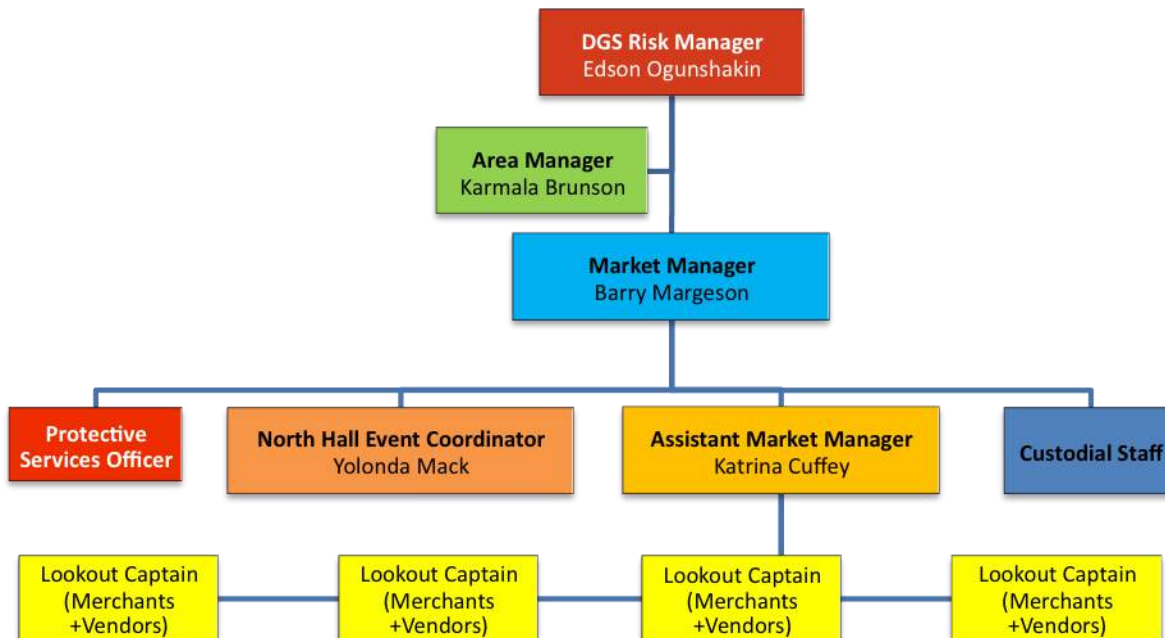 DGS Risk Manager
Edson Ogunshakin
Area Manager
Karmala Brunson
Market Manager
Barry Margeson
Protective
Services Officer
North Hall Event Coordinator
Yolonda Mack
Assistant Market Manager
Katrina Cuffey
Custodial Staff
Lookout Captain
(Merchants
+Vendors)
Lookout Captain
(Merchants
+Vendors)
Lookout Captain
(Merchants
+Vendors)
Lookout Captain
(Merchants
+Vendors)